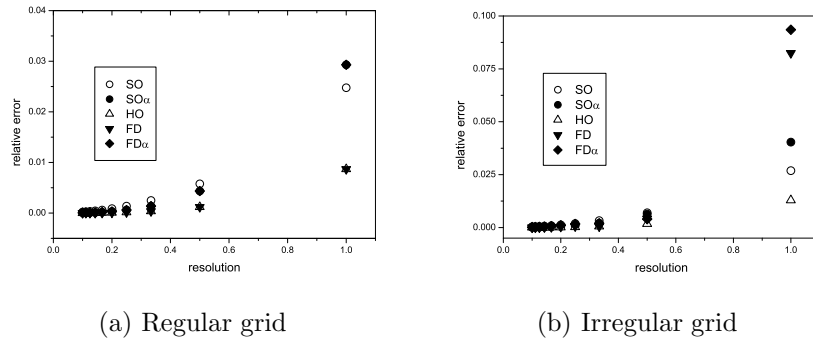 0.04
0.03
0.02
0.01
0.00
relative error
SO
SOα
HO
FD
FDα
0.0
0.2
0.4
0.6
0.8
1.0
resolution
(a) Regular grid
0.100
0.075
0.050
0.025
0.000
relative error
SO
SOα
HO
FD
FDα
0.0
0.2
0.4
0.6
0.8
1.0
resolution
(b) Irregular grid